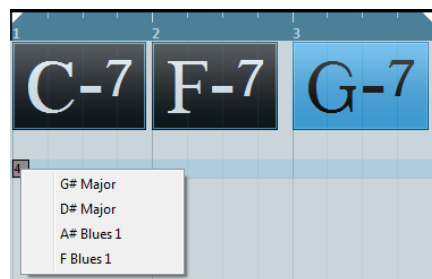 1 2 3
C-7 F-7 G-7
4
G# Major
D# Major
A# Blues 1
F Blues 1